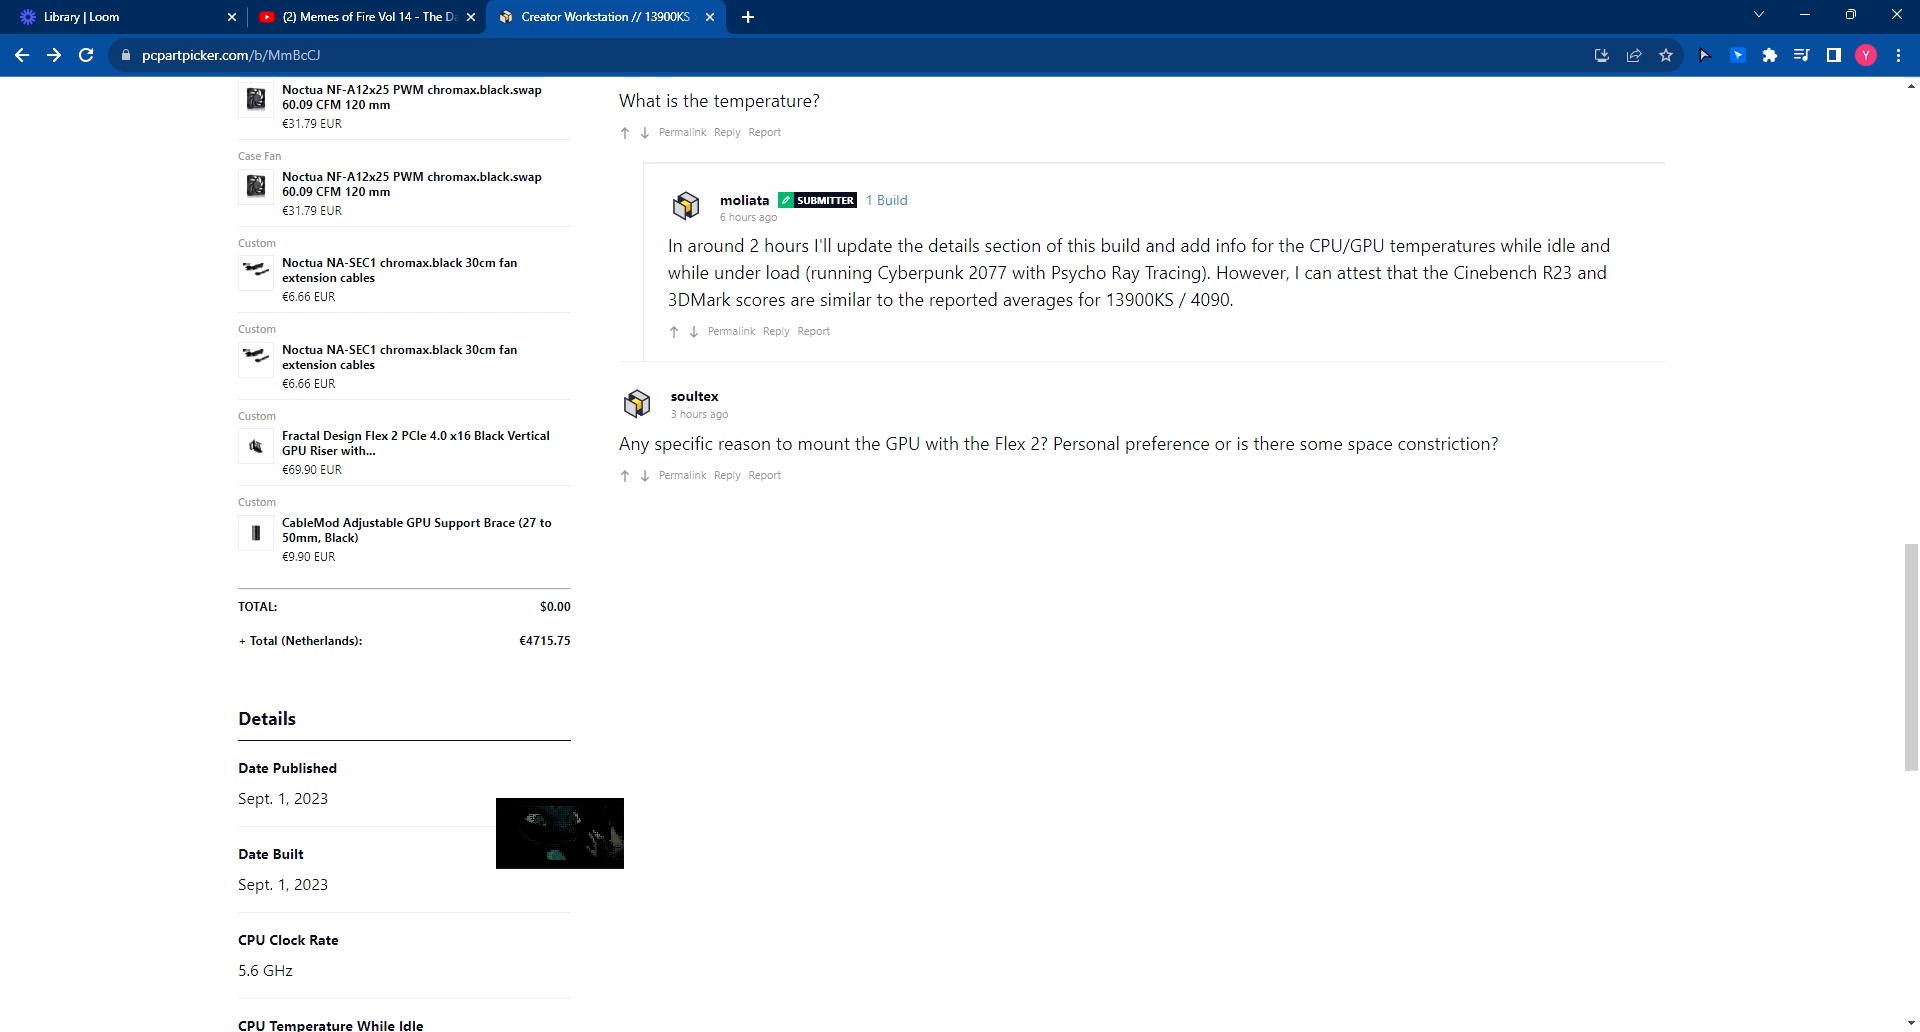 Library | Loom
(2) Memes of Fire Vol 14 - The Da
Creator Workstation // 13900KS
pcpartpicker.com/b/MmBcCJ
Y
Noctua NF-A12x25 PWM chromax.black.swap
60.09 CFM 120 mm
€31.79 EUR
Case Fan
Noctua NF-A12x25 PWM chromax.black.swap
60.09 CFM 120 mm
€31.79 EUR
Custom
Noctua NA-SEC1 chromax.black 30cm fan
extension cables
€6.66 EUR
Custom
Noctua NA-SEC1 chromax.black 30cm fan
extension cables
€6.66 EUR
Custom
Fractal Design Flex 2 PCIe 4.0 x16 Black Vertical
GPU Riser with...
€69.90 EUR
Custom
CableMod Adjustable GPU Support Brace (27 to
50mm, Black)
€9.90 EUR
TOTAL: $0.00
+ Total (Netherlands): €4715.75
Details
Date Published
Sept. 1, 2023
Date Built
Sept. 1, 2023
CPU Clock Rate
5.6 GHz
CPU Temperature While Idle
What is the temperature?
Permalink Reply Report
moliata SUBMITTER 1 Build
6 hours ago
In around 2 hours I'll update the details section of this build and add info for the CPU/GPU temperatures while idle and
while under load (running Cyberpunk 2077 with Psycho Ray Tracing). However, I can attest that the Cinebench R23 and
3DMark scores are similar to the reported averages for 13900KS / 4090.
Permalink Reply Report
soultex
3 hours ago
Any specific reason to mount the GPU with the Flex 2? Personal preference or is there some space constriction?
Permalink Reply Report